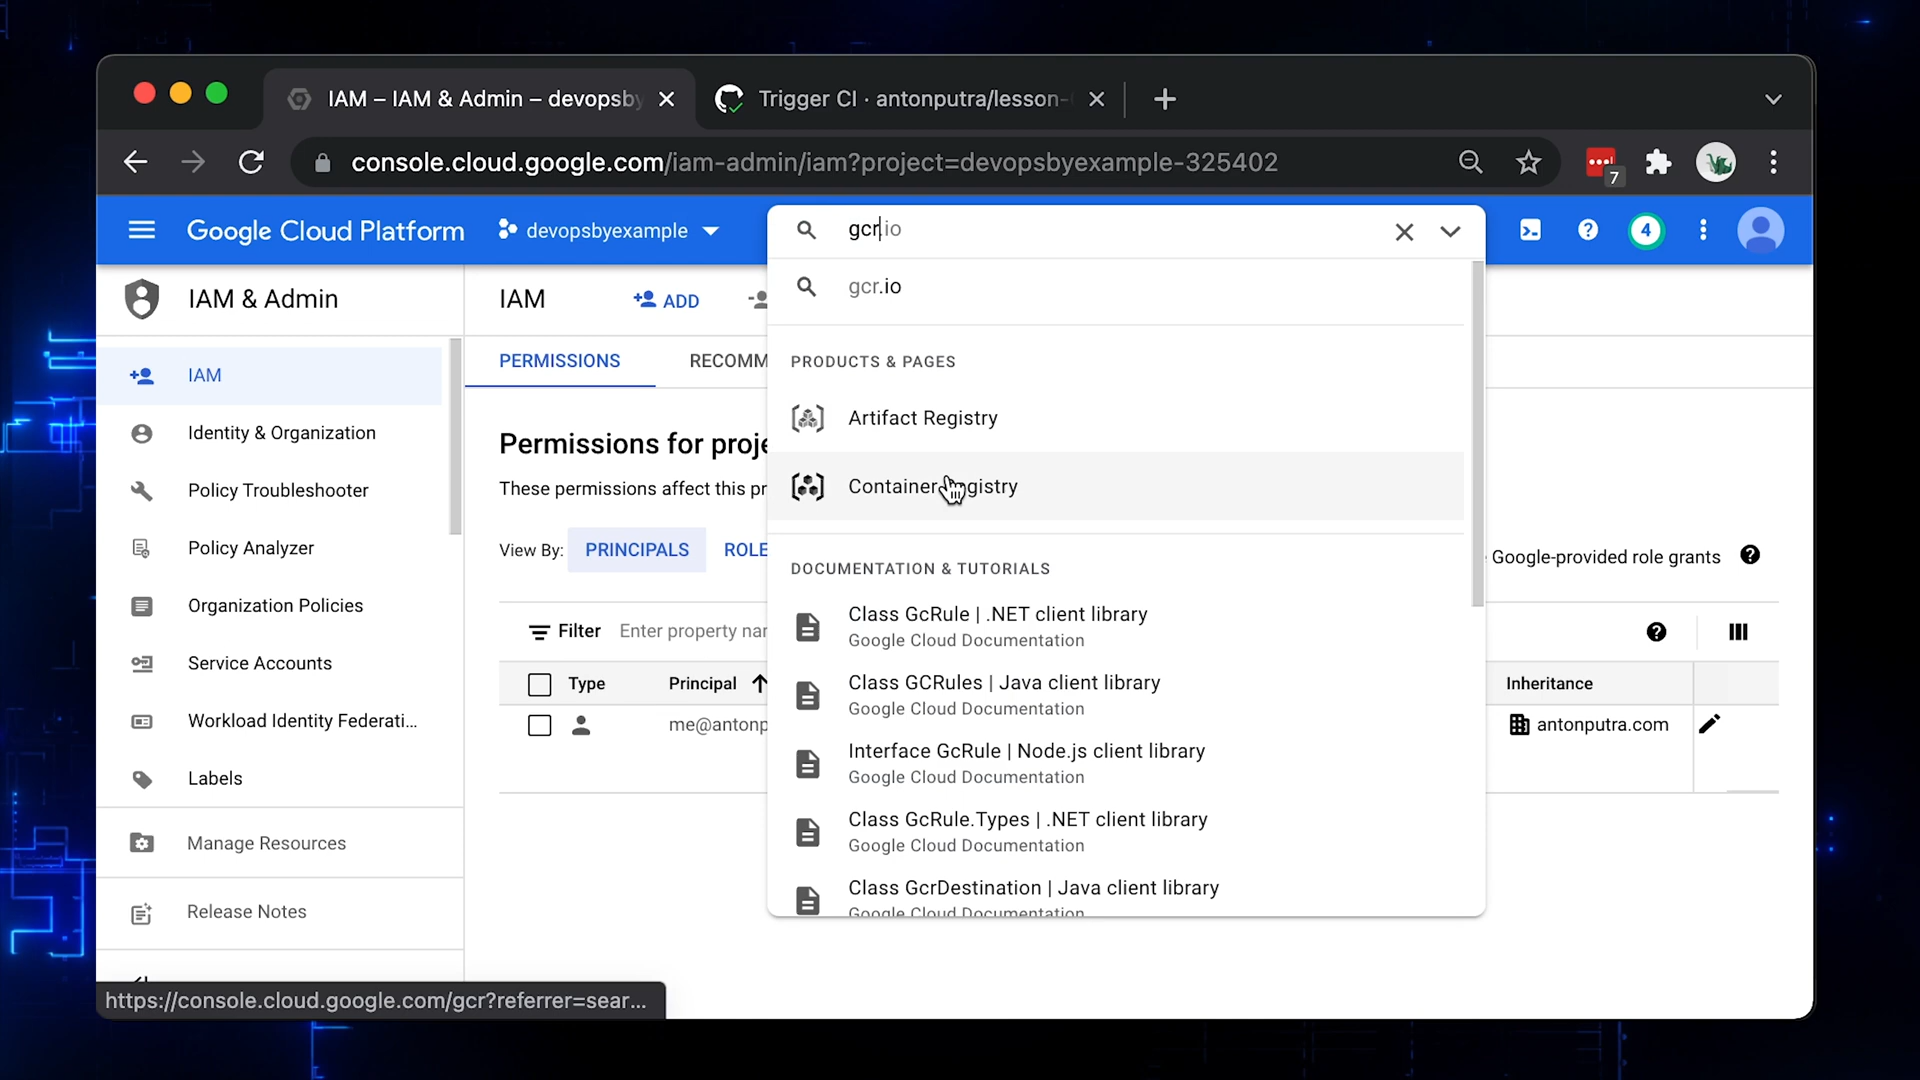 IAM – IAM & Admin – devopsby
Trigger CI · antonputra/lesson-
console.cloud.google.com/iam-admin/iam?project=devopsbyexample-325402
7
Google Cloud Platform
devopsbyexample
gcr.io
4
IAM & Admin
IAM
ADD
gcr.io
PERMISSIONS
RECOMM
PRODUCTS & PAGES
IAM
Artifact Registry
Identity & Organization
Permissions for proje
Container Registry
Policy Troubleshooter
These permissions affect this pr
Policy Analyzer
View By:
PRINCIPALS
ROLE
Google-provided role grants
DOCUMENTATION & TUTORIALS
Organization Policies
Class GcRule | .NET client library
Google Cloud Documentation
Filter
Enter property nar
Service Accounts
Type
Principal
Class GCRules | Java client library
Google Cloud Documentation
Inheritance
Workload Identity Federati...
me@antonp
antonputra.com
Interface GcRule | Node.js client library
Google Cloud Documentation
Labels
Class GcRule.Types | .NET client library
Google Cloud Documentation
Manage Resources
Class GcrDestination | Java client library
Google Cloud Documentation
Release Notes
https://console.cloud.google.com/gcr?referrer=sear...